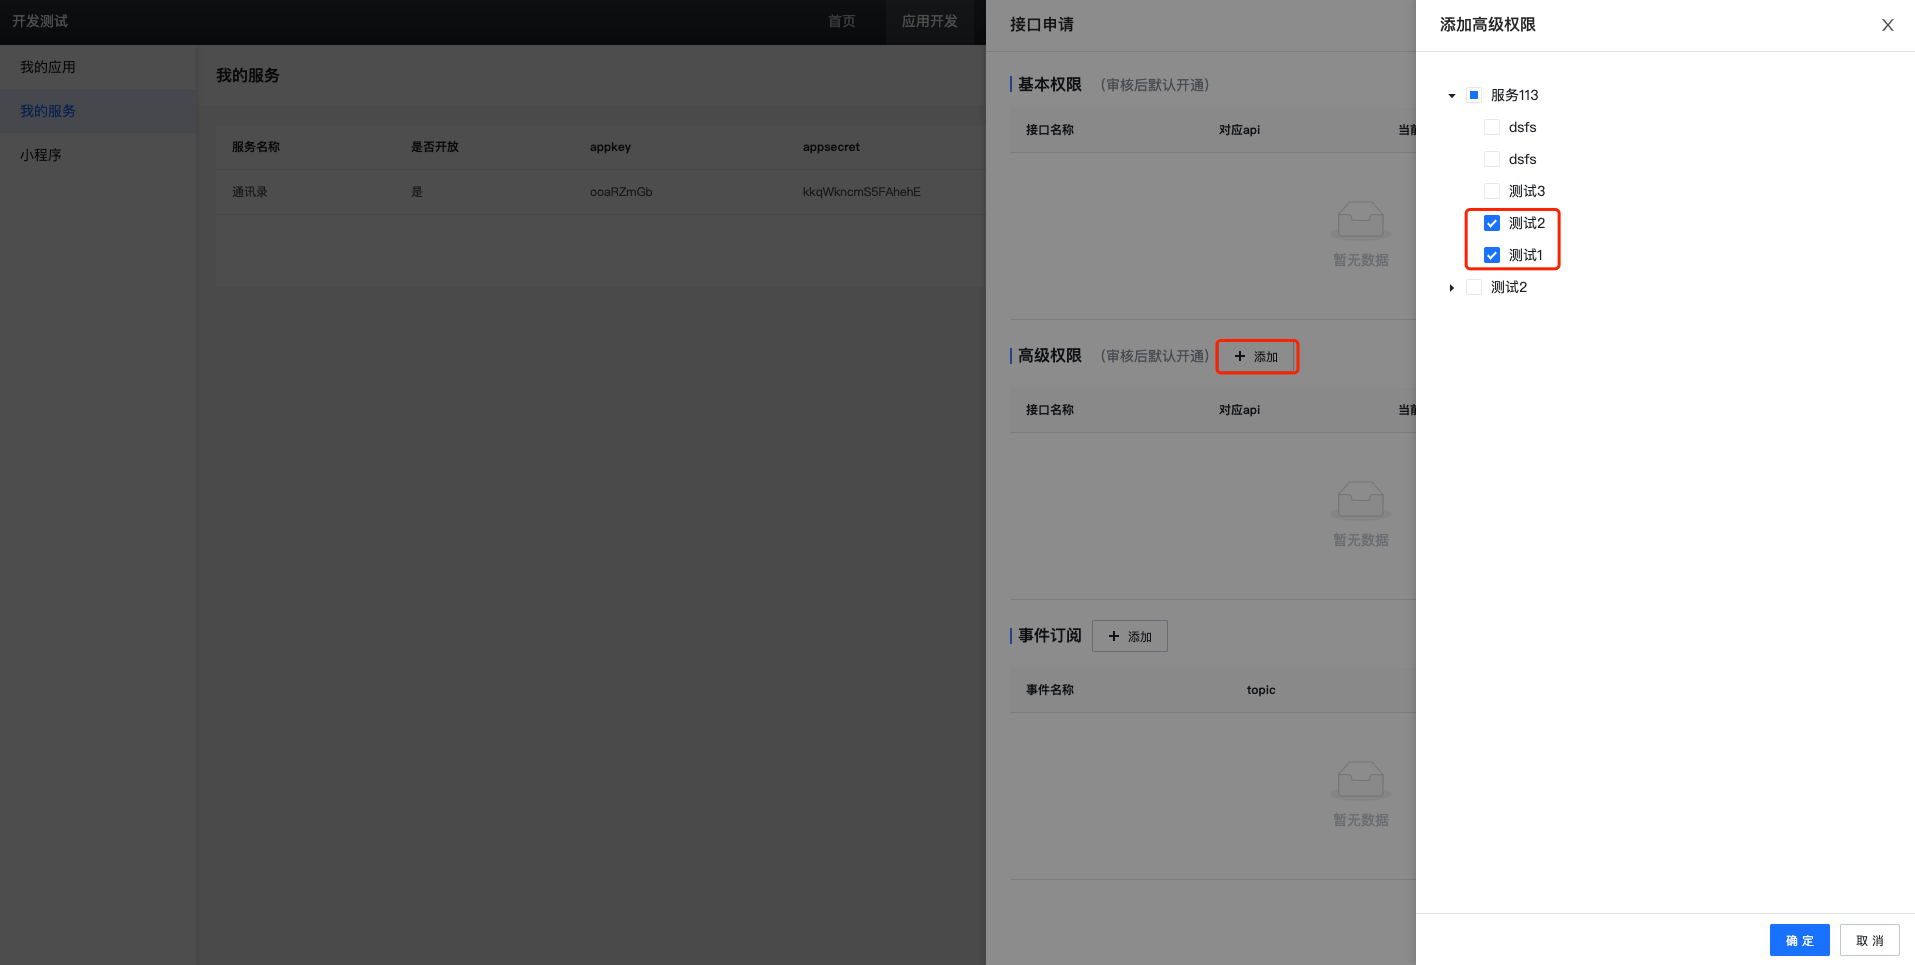 开发测试
首页
应用开发
我的应用
我的服务
小程序
我的服务
服务名称 是否开放 appkey appsecret
通讯录 是 ooaRZmGb kkqWkncmS5FAhehE
接口申请
基本权限 (审核后默认开通)
接口名称 对应api 当前
暂无数据
高级权限 (审核后默认开通) + 添加
接口名称 对应api 当前
暂无数据
事件订阅 + 添加
事件名称 topic
暂无数据
添加高级权限
服务113
dsfs
dsfs
测试3
测试2
测试1
测试2
确 定 取 消